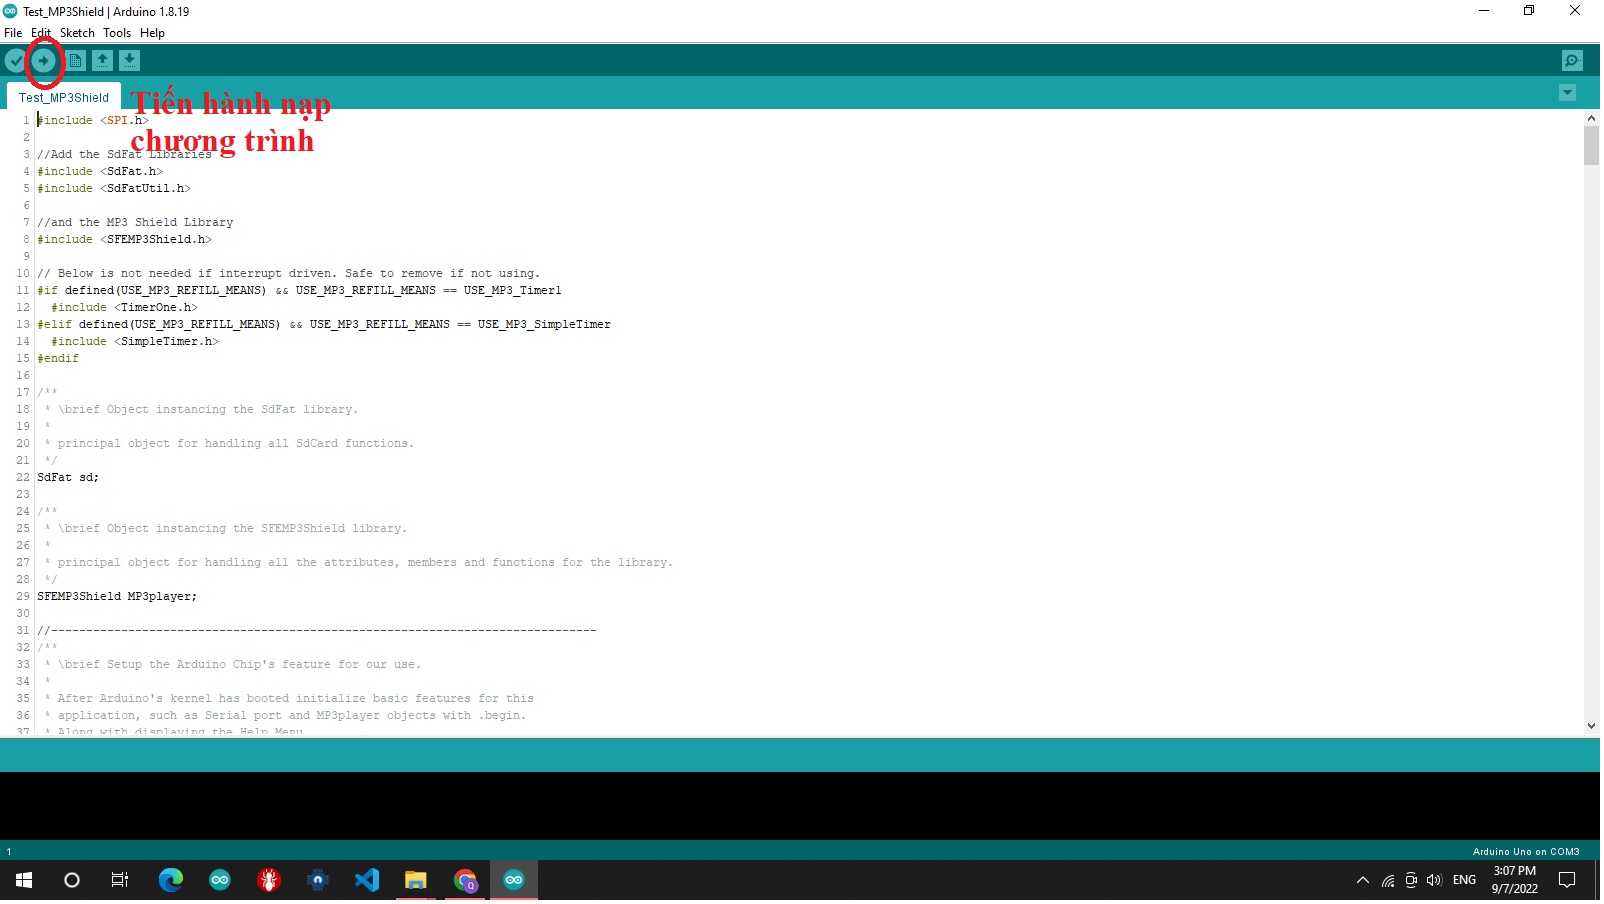 Test_MP3Shield | Arduino 1.8.19
File Edit Sketch Tools Help
Test_MP3Shield
Tiến hành nạp
chương trình
1 #include <SPI.h>
2
3 //Add the SdFat Libraries
4 #include <SdFat.h>
5 #include <SdFatUtil.h>
6
7 //and the MP3 Shield Library
8 #include <SFEMP3Shield.h>
9
10 // Below is not needed if interrupt driven. Safe to remove if not using.
11 #if defined(USE_MP3_REFILL_MEANS) && USE_MP3_REFILL_MEANS == USE_MP3_Timer1
12 #include <TimerOne.h>
13 #elif defined(USE_MP3_REFILL_MEANS) && USE_MP3_REFILL_MEANS == USE_MP3_SimpleTimer
14 #include <SimpleTimer.h>
15 #endif
16
17 /**
18 * \brief Object instancing the SdFat library.
19 *
20 * principal object for handling all SdCard functions.
21 */
22 SdFat sd;
23
24 /**
25 * \brief Object instancing the SFEMP3Shield library.
26 *
27 * principal object for handling all the attributes, members and functions for the library.
28 */
29 SFEMP3Shield MP3player;
30
31 //------------------------------------------------------------------------------
32 /**
33 * \brief Setup the Arduino Chip's feature for our use.
34 *
35 * After Arduino's kernel has booted initialize basic features for this
36 * application, such as Serial port and MP3player objects with .begin.
37 * Along with displaying the Help Menu
1
Arduino Uno on COM3
Q
ENG
3:07 PM
9/7/2022